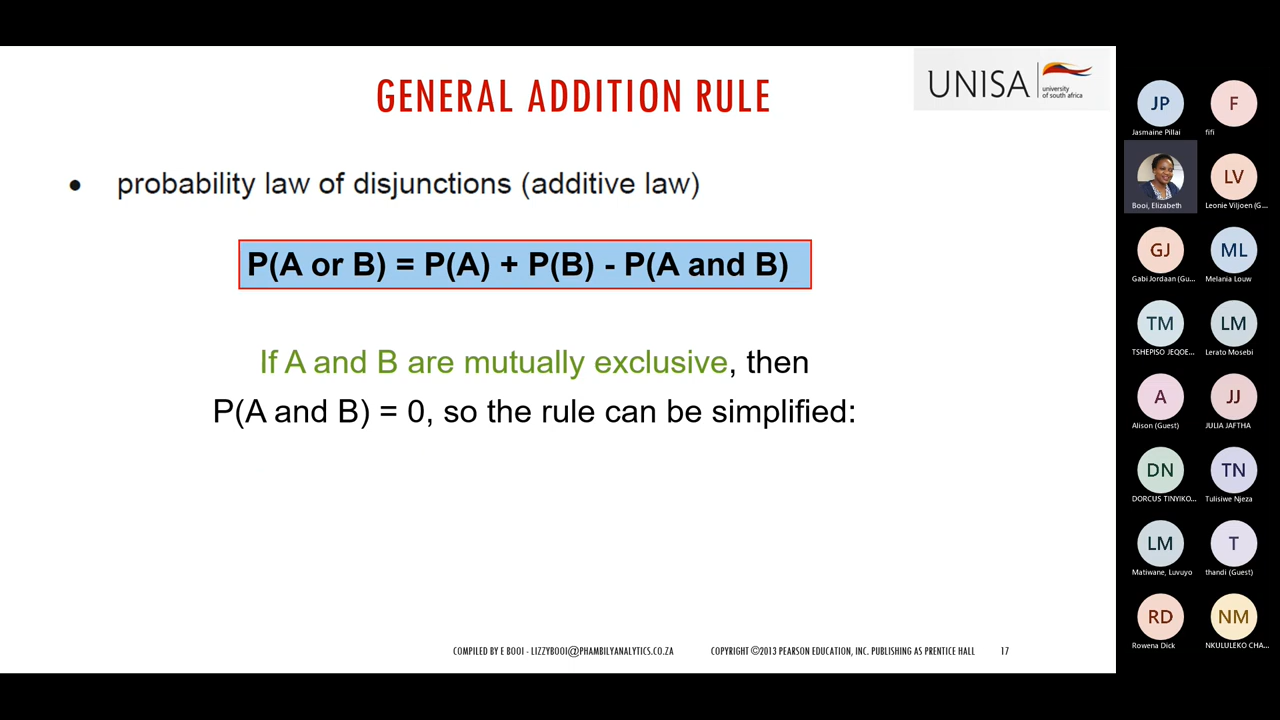 GENERAL ADDITION RULE
UNISA
university
of south africa
• probability law of disjunctions (additive law)
P(A or B) = P(A) + P(B) - P(A and B)
If A and B are mutually exclusive, then
P(A and B) = 0, so the rule can be simplified:
COMPILED BY E BOOI - LIZZYBOOI@PHAMBILYANALYTICS.CO.ZA
COPYRIGHT ©2013 PEARSON EDUCATION, INC. PUBLISHING AS PRENTICE HALL
17
JP
Jasmaine Pillai
F
fifi
Booi, Elizabeth
LV
Leonie Viljoen (G...
GJ
Gabi Jordaan (Gu...
ML
Melania Louw
TM
TSHEPISO JEQOE...
LM
Lerato Mosebi
A
Alison (Guest)
JJ
JULIA JAFTHA
DN
DORCUS TINYIKO...
TN
Tulisiwe Njeza
LM
Matiwane, Luvuyo
T
thandi (Guest)
RD
Rowena Dick
NM
NKULULEKO CHA...